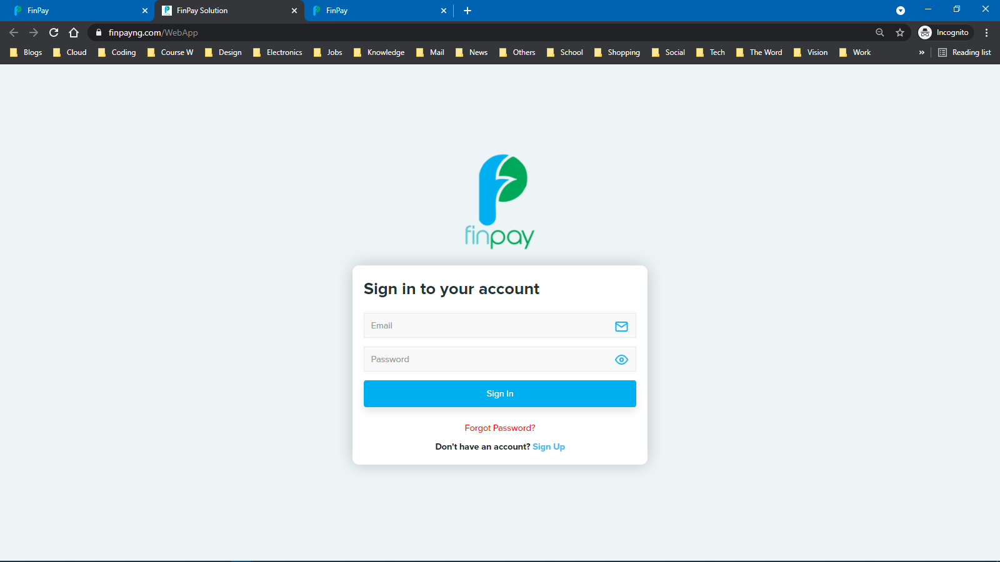 FinPay
FinPay Solution
FinPay
finpayng.com/WebApp
Incognito
Blogs
Cloud
Coding
Course W
Design
Electronics
Jobs
Knowledge
Mail
News
Others
School
Shopping
Social
Tech
The Word
Vision
Work
»
Reading list
finpay
Sign in to your account
Email
Password
Sign In
Forgot Password?
Don't have an account? Sign Up